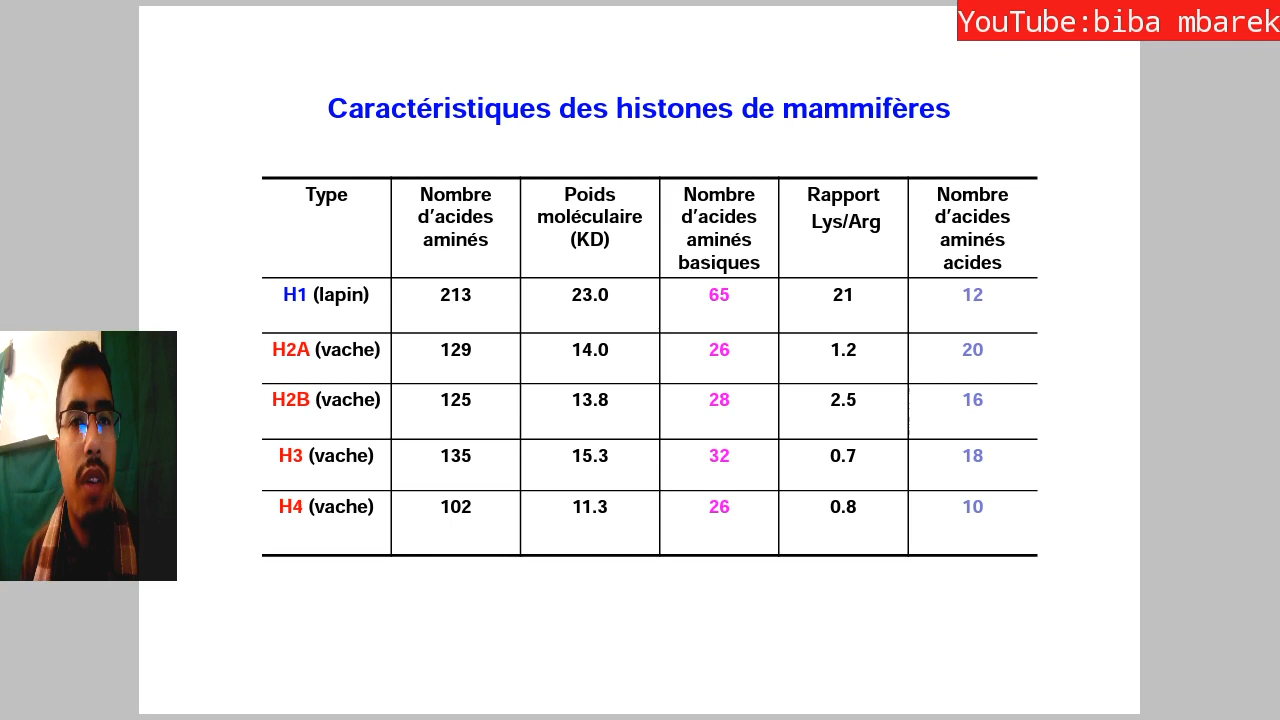 YouTube:biba mbarek
Caractéristiques des histones de mammifères
Type
Nombre
d’acides
aminés
Poids
moléculaire
(KD)
Nombre
d’acides
aminés
basiques
Rapport
Lys/Arg
Nombre
d’acides
aminés
acides
H1 (lapin) 213 23.0 65 21 12
H2A (vache) 129 14.0 26 1.2 20
H2B (vache) 125 13.8 28 2.5 16
H3 (vache) 135 15.3 32 0.7 18
H4 (vache) 102 11.3 26 0.8 10